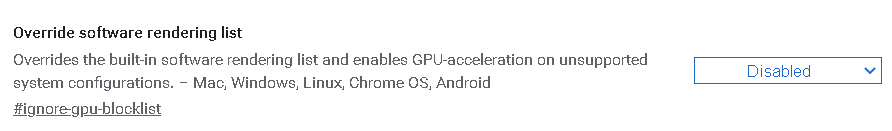 Override software rendering list
Overrides the built-in software rendering list and enables GPU-acceleration on unsupported
system configurations. – Mac, Windows, Linux, Chrome OS, Android
#ignore-gpu-blocklist
Disabled